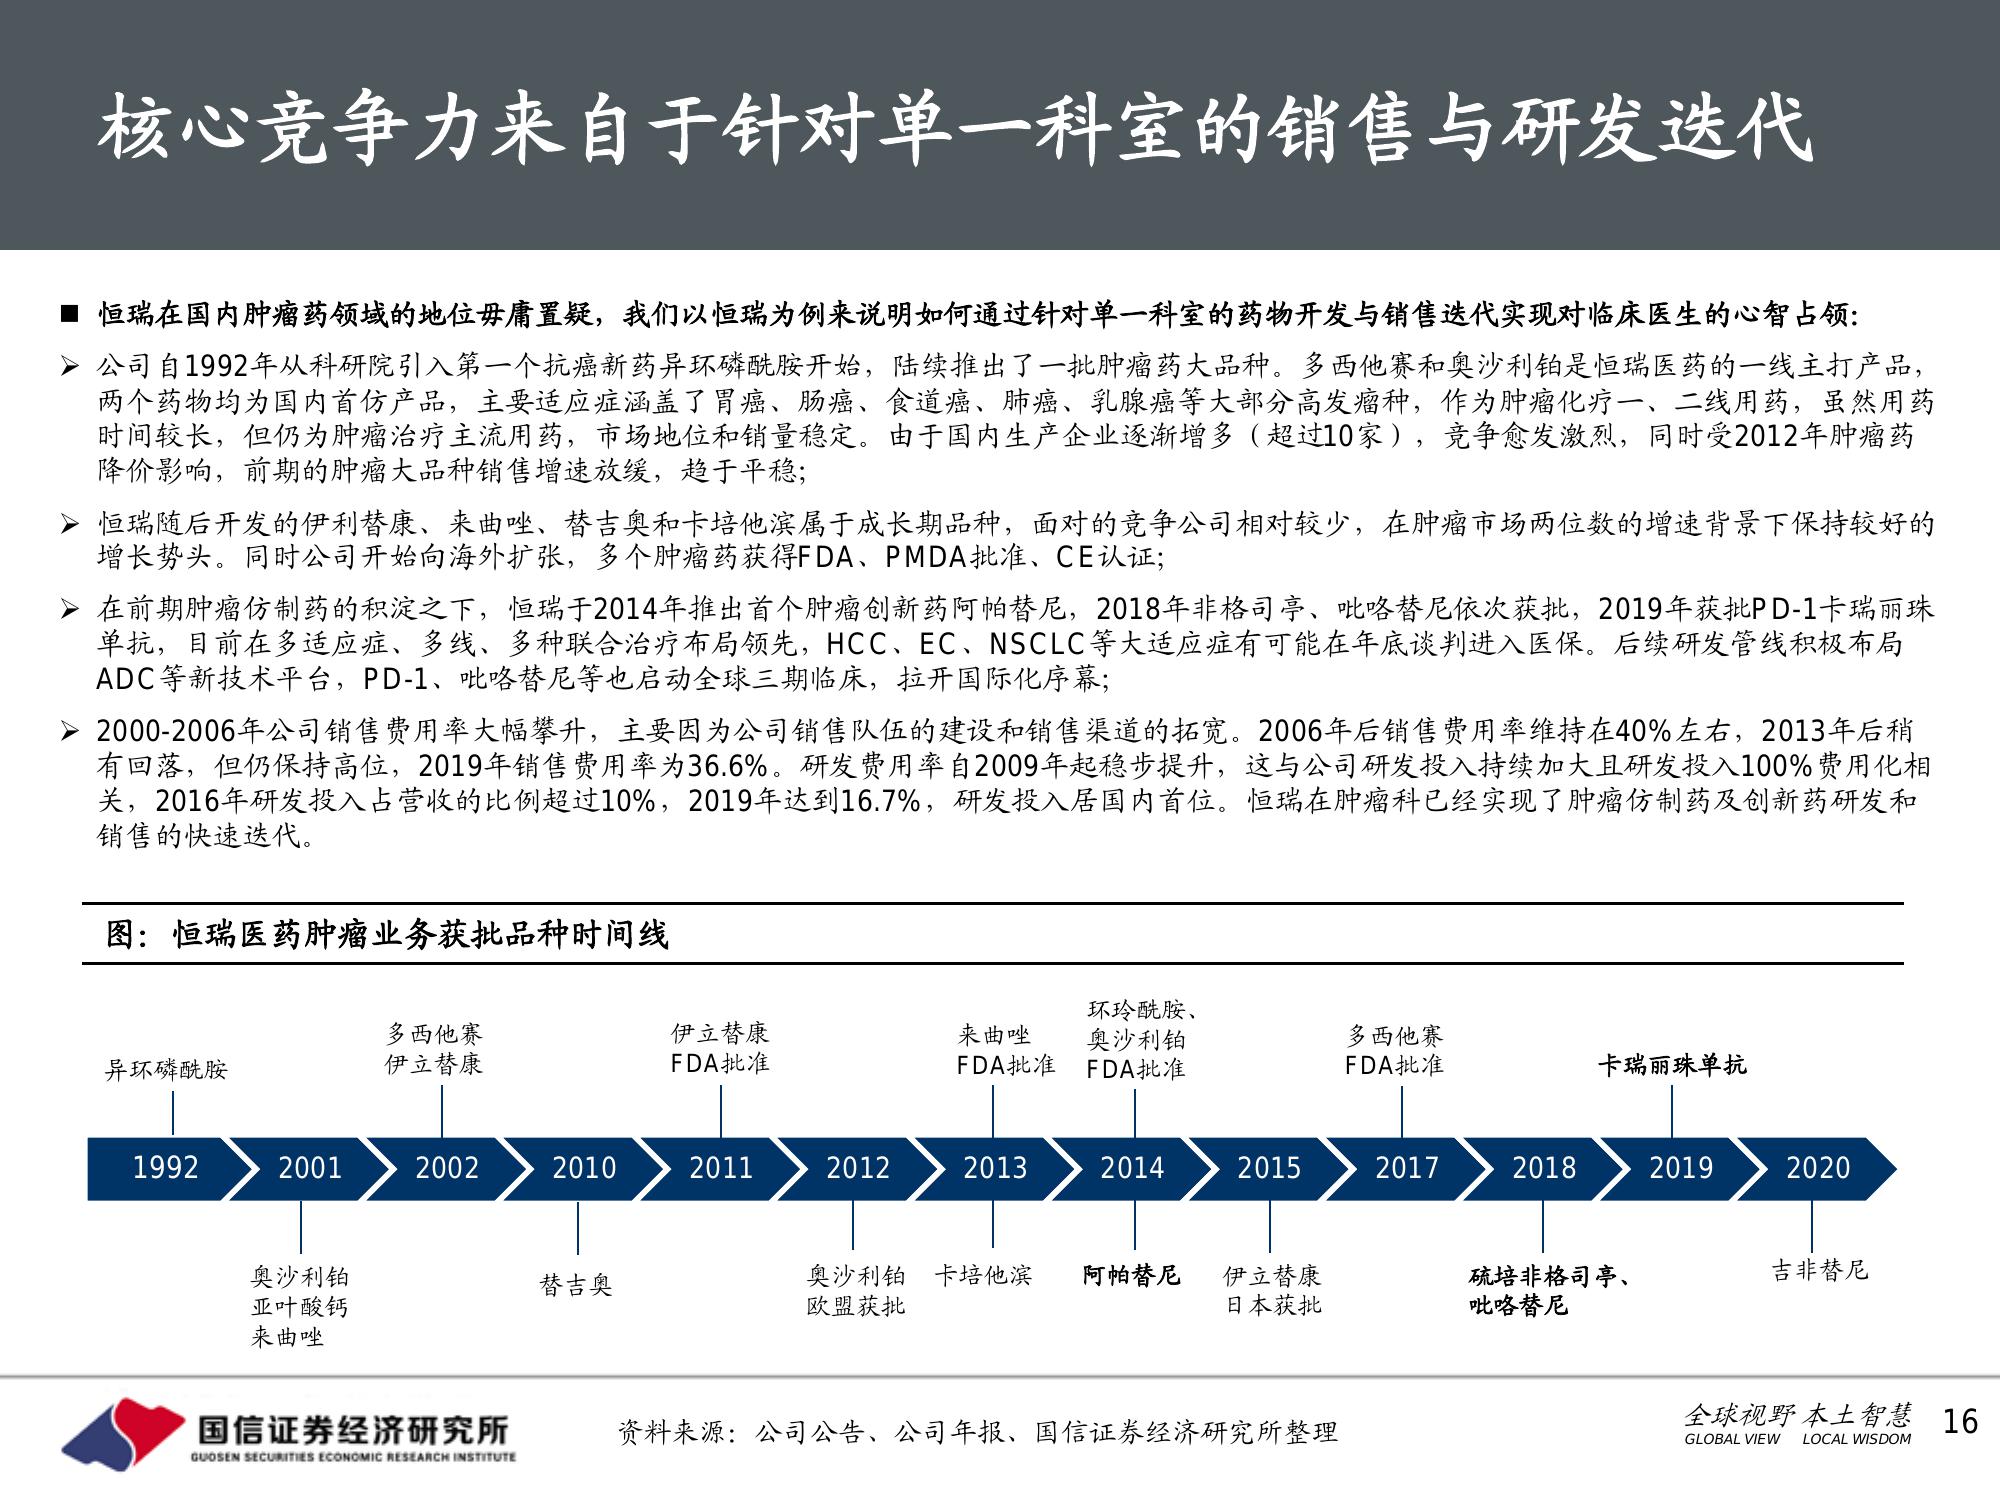 核心竞争力来自于针对单一科室的销售与研发迭代
■ 恒瑞在国内肿瘤药领域的地位毋庸置疑，我们以恒瑞为例来说明如何通过针对单一科室的药物开发与销售迭代实现对临床医生的心智占领：
➢ 公司自1992年从科研院引入第一个抗癌新药异环磷酰胺开始，陆续推出了一批肿瘤药大品种。多西他赛和奥沙利铂是恒瑞医药的一线主打产品，
两个药物均为国内首仿产品，主要适应症涵盖了胃癌、肠癌、食道癌、肺癌、乳腺癌等大部分高发瘤种，作为肿瘤化疗一、二线用药，虽然用药
时间较长，但仍为肿瘤治疗主流用药，市场地位和销量稳定。由于国内生产企业逐渐增多（超过10家），竞争愈发激烈，同时受2012年肿瘤药
降价影响，前期的肿瘤大品种销售增速放缓，趋于平稳；
➢ 恒瑞随后开发的伊利替康、来曲唑、替吉奥和卡培他滨属于成长期品种，面对的竞争公司相对较少，在肿瘤市场两位数的增速背景下保持较好的
增长势头。同时公司开始向海外扩张，多个肿瘤药获得FDA、PMDA批准、CE认证；
➢ 在前期肿瘤仿制药的积淀之下，恒瑞于2014年推出首个肿瘤创新药阿帕替尼，2018年非格司亭、吡咯替尼依次获批，2019年获批PD-1卡瑞丽珠
单抗，目前在多适应症、多线、多种联合治疗布局领先，HCC、EC、NSCLC等大适应症有可能在年底谈判进入医保。后续研发管线积极布局
ADC等新技术平台，PD-1、吡咯替尼等也启动全球三期临床，拉开国际化序幕；
➢ 2000-2006年公司销售费用率大幅攀升，主要因为公司销售队伍的建设和销售渠道的拓宽。2006年后销售费用率维持在40%左右，2013年后稍
有回落，但仍保持高位，2019年销售费用率为36.6%。研发费用率自2009年起稳步提升，这与公司研发投入持续加大且研发投入100%费用化相
关，2016年研发投入占营收的比例超过10%，2019年达到16.7%，研发投入居国内首位。恒瑞在肿瘤科已经实现了肿瘤仿制药及创新药研发和
销售的快速迭代。
图：恒瑞医药肿瘤业务获批品种时间线
异环磷酰胺
多西他赛
伊立替康
伊立替康
FDA批准
来曲唑
FDA批准
环玲酰胺、
奥沙利铂
FDA批准
多西他赛
FDA批准
卡瑞丽珠单抗
1992 2001 2002 2010 2011 2012 2013 2014 2015 2017 2018 2019 2020
奥沙利铂
亚叶酸钙
来曲唑
替吉奥
奥沙利铂
欧盟获批
卡培他滨
阿帕替尼
伊立替康
日本获批
硫培非格司亭、
吡咯替尼
吉非替尼
国信证券经济研究所
GUOSEN SECURITIES ECONOMIC RESEARCH INSTITUTE
资料来源：公司公告、公司年报、国信证券经济研究所整理
全球视野 本土智慧
GLOBAL VIEW LOCAL WISDOM
16